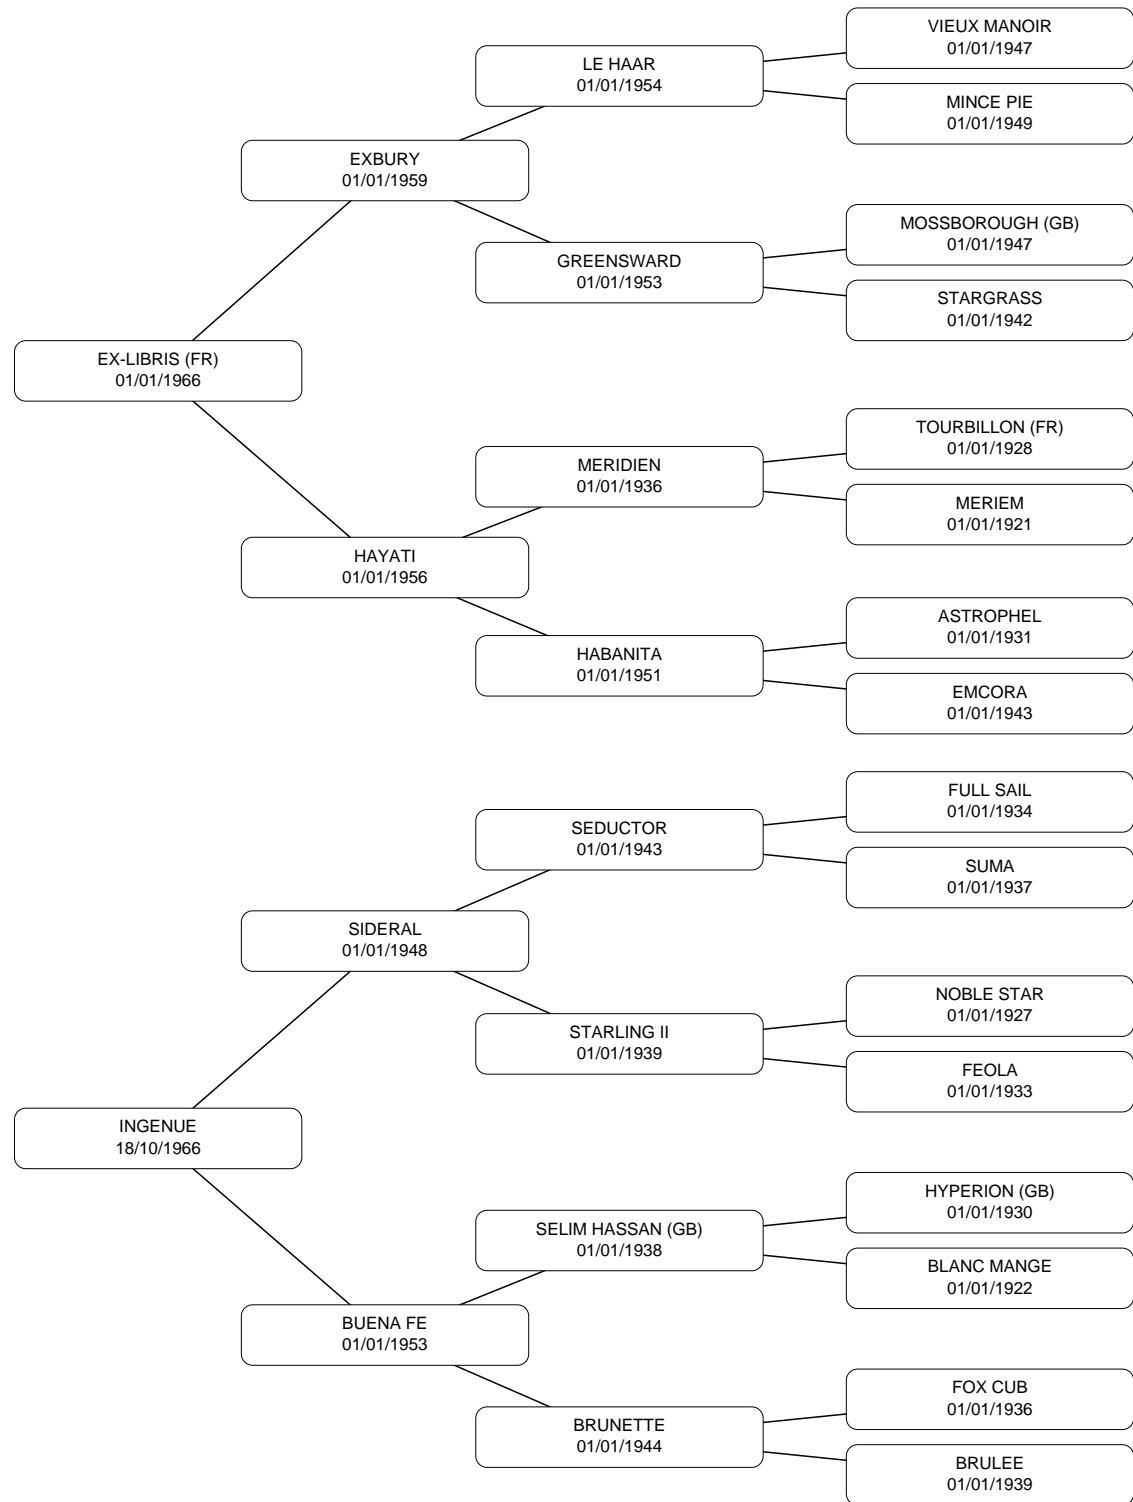 VIEUX MANOIR
01/01/1947
LE HAAR
01/01/1954
MINCE PIE
01/01/1949
EXBURY
01/01/1959
MOSSBOROUGH (GB)
01/01/1947
GREENSWARD
01/01/1953
STARGRASS
01/01/1942
EX-LIBRIS (FR)
01/01/1966
TOURBILLON (FR)
01/01/1928
MERIDIEN
01/01/1936
MERIEM
01/01/1921
HAYATI
01/01/1956
ASTROPHEL
01/01/1931
HABANITA
01/01/1951
EMCORA
01/01/1943
FULL SAIL
01/01/1934
SEDUCTOR
01/01/1943
SUMA
01/01/1937
SIDERAL
01/01/1948
NOBLE STAR
01/01/1927
STARLING II
01/01/1939
FEOLA
01/01/1933
INGENUE
18/10/1966
HYPERION (GB)
01/01/1930
SELIM HASSAN (GB)
01/01/1938
BLANC MANGE
01/01/1922
BUENA FE
01/01/1953
FOX CUB
01/01/1936
BRUNETTE
01/01/1944
BRULEE
01/01/1939